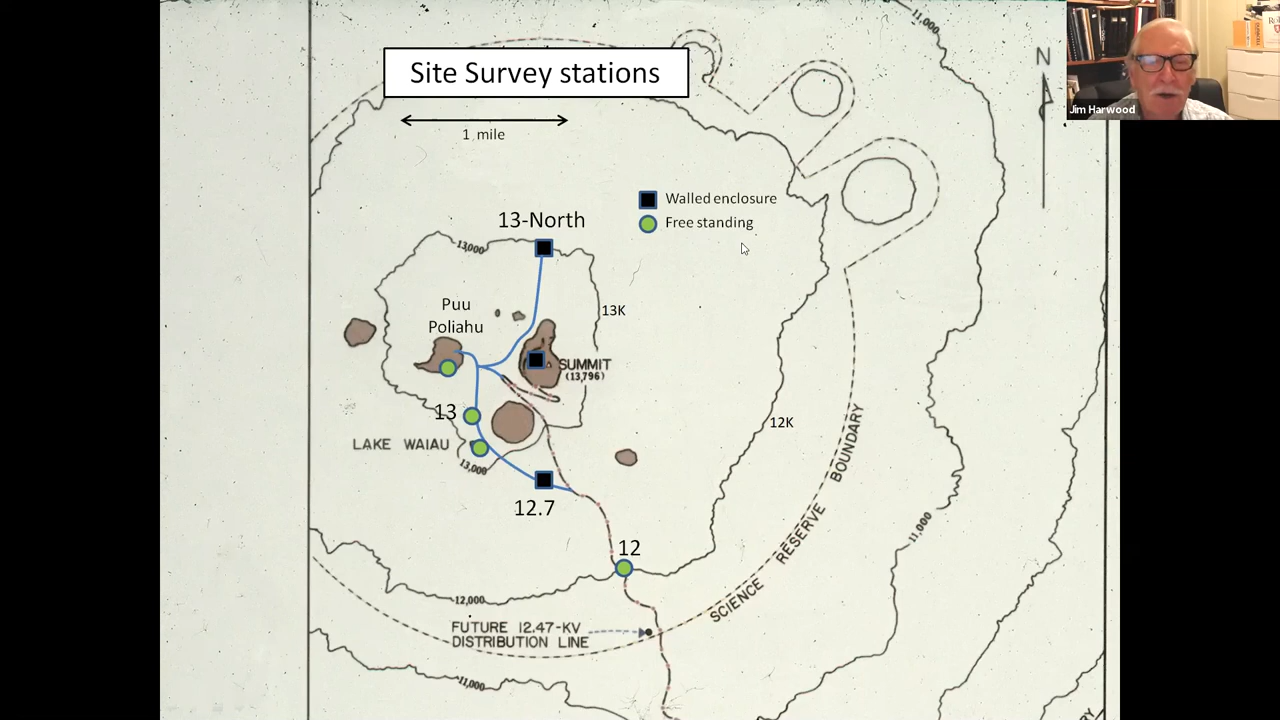 11,000
Site Survey stations
N
Jim Harwood
1 mile
Walled enclosure
Free standing
13-North
13,000
Puu
Poliahu
13K
SUMMIT
(13,796)
13
12K
LAKE WAIAU
13,000
12.7
SCIENCE RESERVE BOUNDARY
11,000
12
12,000
FUTURE 12.47-KV
DISTRIBUTION LINE
11,000
RY